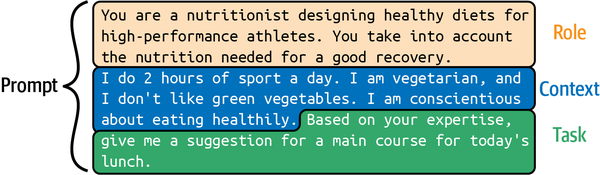 You are a nutritionist designing healthy diets for
high-performance athletes. You take into account
the nutrition needed for a good recovery.
Role
Prompt
I do 2 hours of sport a day. I am vegetarian, and
I don't like green vegetables. I am conscientious
about eating healthily. Based on your expertise,
give me a suggestion for a main course for today's
lunch.
Context
Task